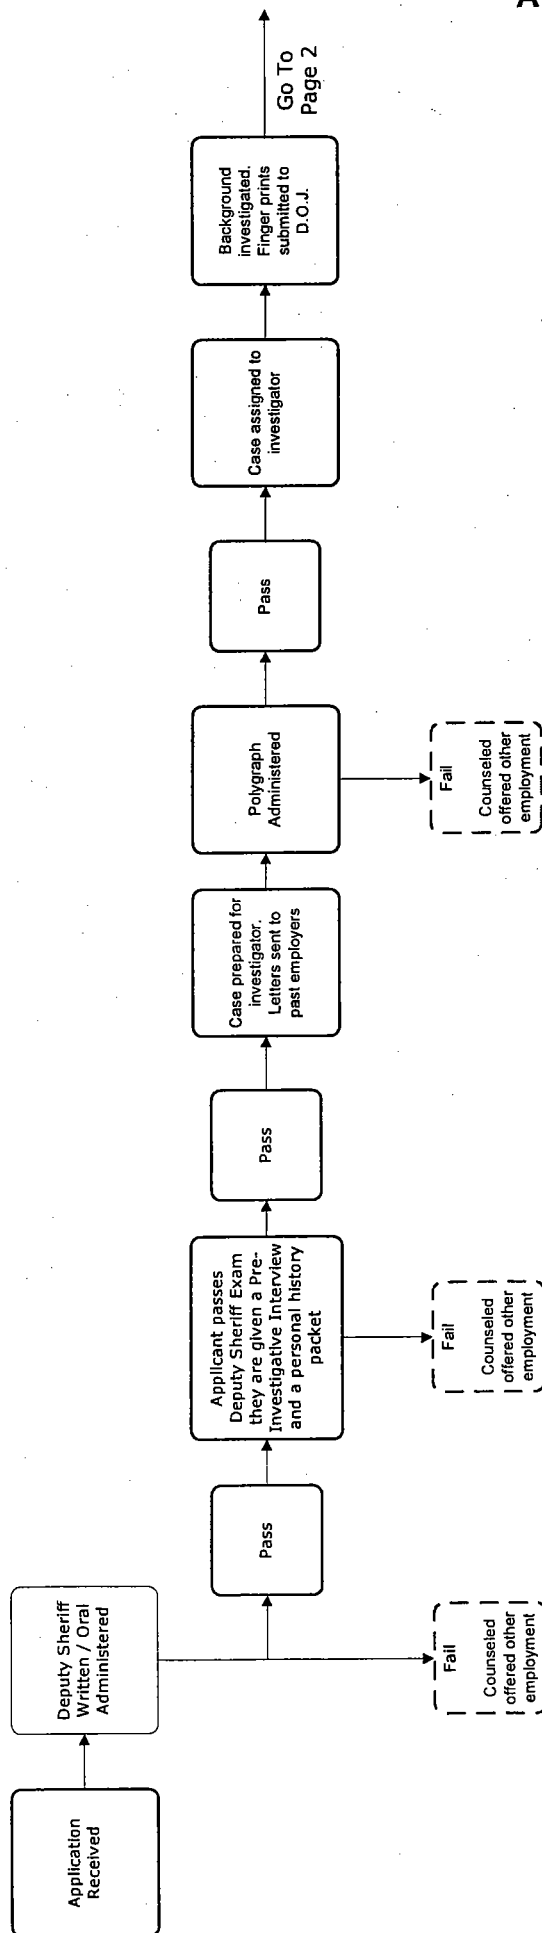 Application
Received
Deputy Sheriff
Written / Oral
Administered
Fail
Counseled
offered other
employment
Pass
Applicant passes
Deputy Sheriff Exam
they are given a Pre-
Investigative Interview
and a personal history
packet
Fail
Counseled
offered other
employment
Pass
Case prepared for
investigator.
Letters sent to
past employers
Polygraph
Administered
Fail
Counseled
offered other
employment
Pass
Case assigned to
investigator
Background
investigated.
Finger prints
submitted to
D.O.J.
Go To
Page 2